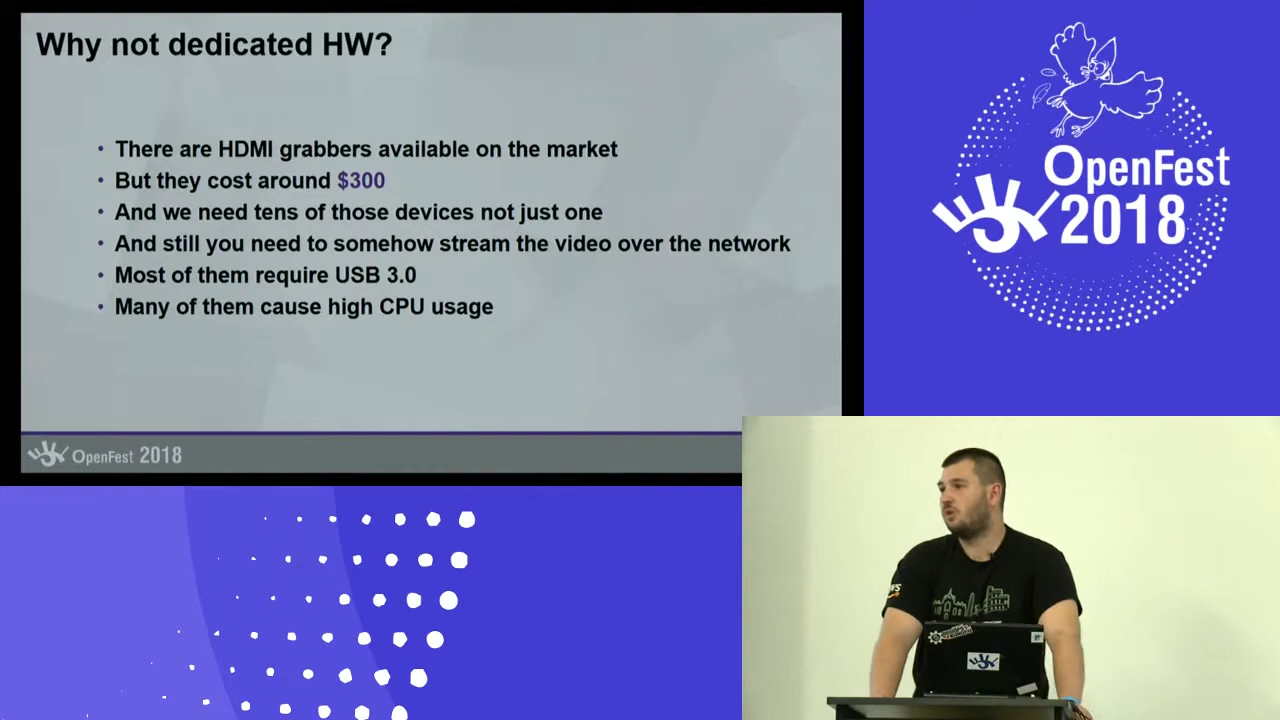 Why not dedicated HW?
• There are HDMI grabbers available on the market
• But they cost around $300
• And we need tens of those devices not just one
• And still you need to somehow stream the video over the network
• Most of them require USB 3.0
• Many of them cause high CPU usage
OpenFest 2018
OpenFest
2018